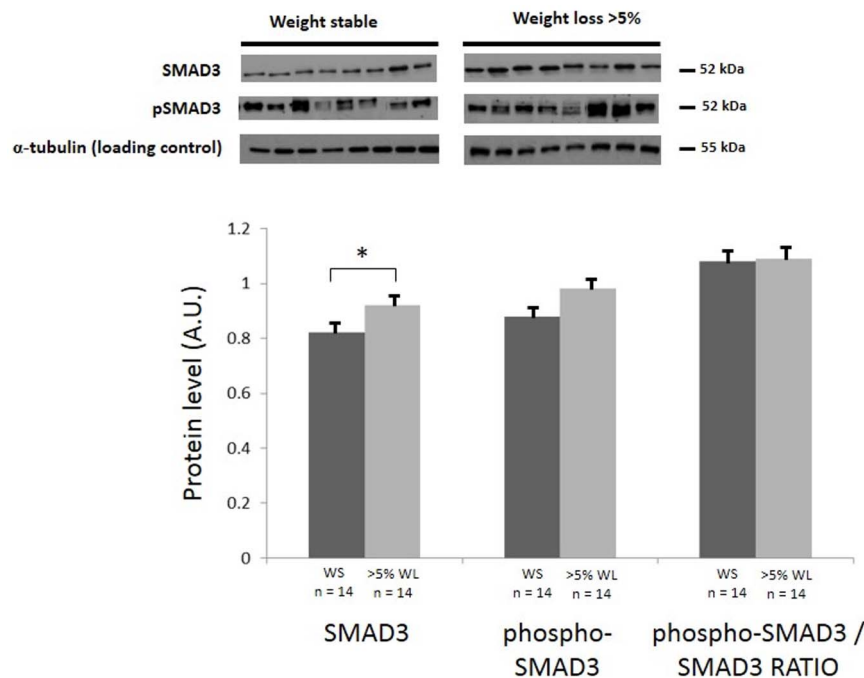 Weight stable
Weight loss >5%
SMAD3
52 kDa
pSMAD3
52 kDa
α-tubulin (loading control)
55 kDa
*
Protein level (A.U.)
1.2
1
0.8
0.6
0.4
0.2
0
WS >5% WL WS >5% WL WS >5% WL
n = 14 n = 14 n = 14 n = 14 n = 14 n = 14
SMAD3
phospho-
SMAD3
phospho-SMAD3 /
SMAD3 RATIO